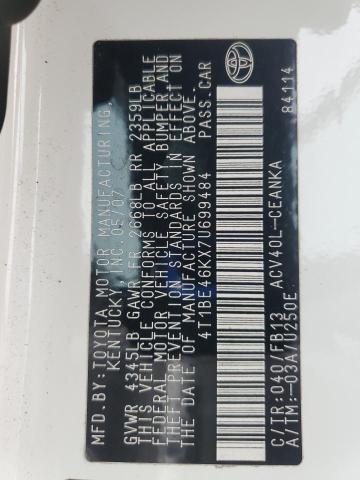 MFD.BY:TOYOTA MOTOR MANUFACTURING,
KENTUCKY, INC. 05/07
GVWR 4345LB GAWR FR 2668LB RR 2359LB
THIS VEHICLE CONFORMS TO ALL APPLICABLE
FEDERAL MOTOR VEHICLE SAFETY, BUMPER AND
THEFT PREVENTION STANDARDS IN EFFECT ON
THE DATE OF MANUFACTURE SHOWN ABOVE.
4T1BE46KX7U699484 PASS.CAR
C/TR:040/FB13 ACV40L-CEANKA
A/TM:-03A/U250E 84114